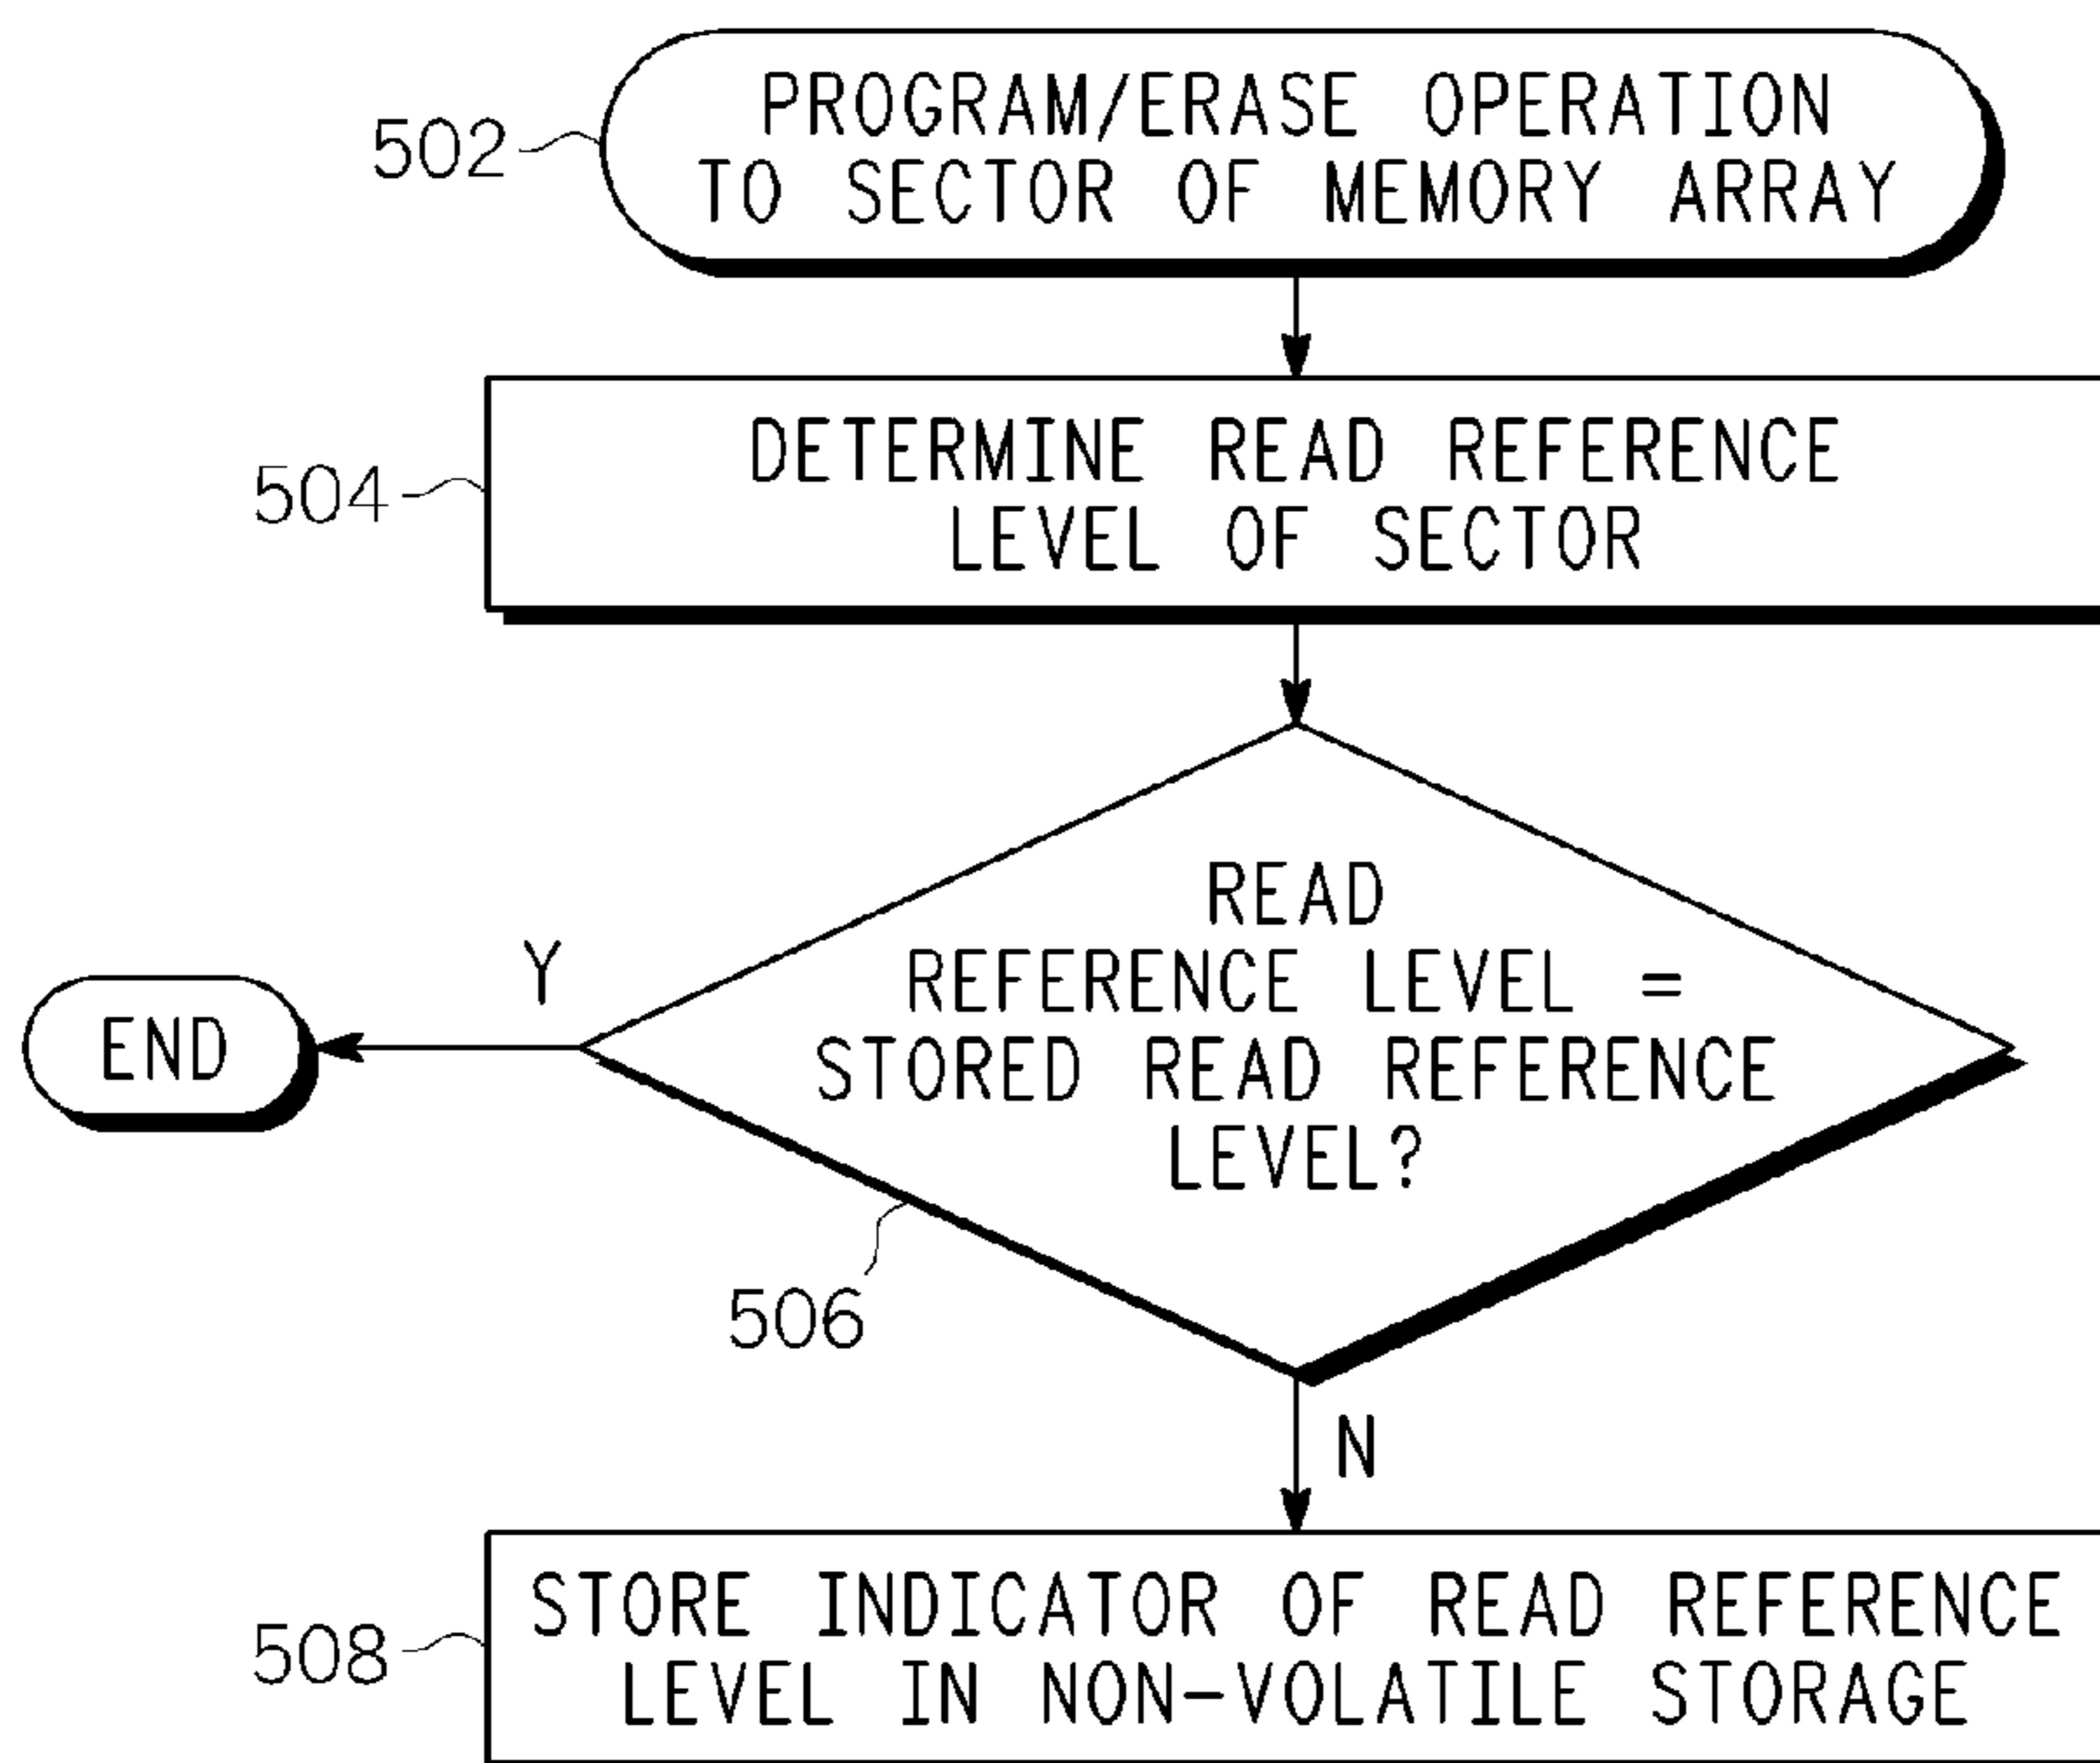 502
PROGRAM/ERASE OPERATION
TO SECTOR OF MEMORY ARRAY
504
DETERMINE READ REFERENCE
LEVEL OF SECTOR
READ
REFERENCE LEVEL =
STORED READ REFERENCE
LEVEL?
Y
END
506
N
508
STORE INDICATOR OF READ REFERENCE
LEVEL IN NON-VOLATILE STORAGE